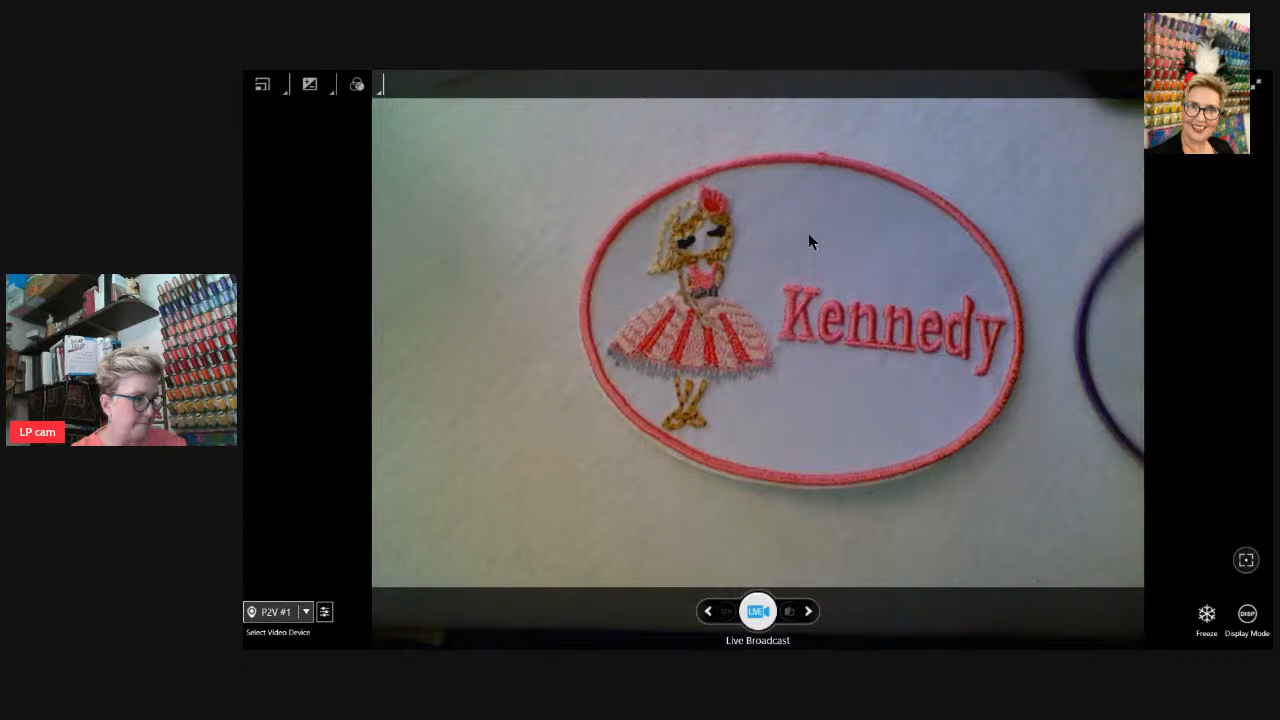 Kennedy
LP cam
P2V #1
Select Video Device
LIVE
Live Broadcast
Freeze
DISP
Display Mode